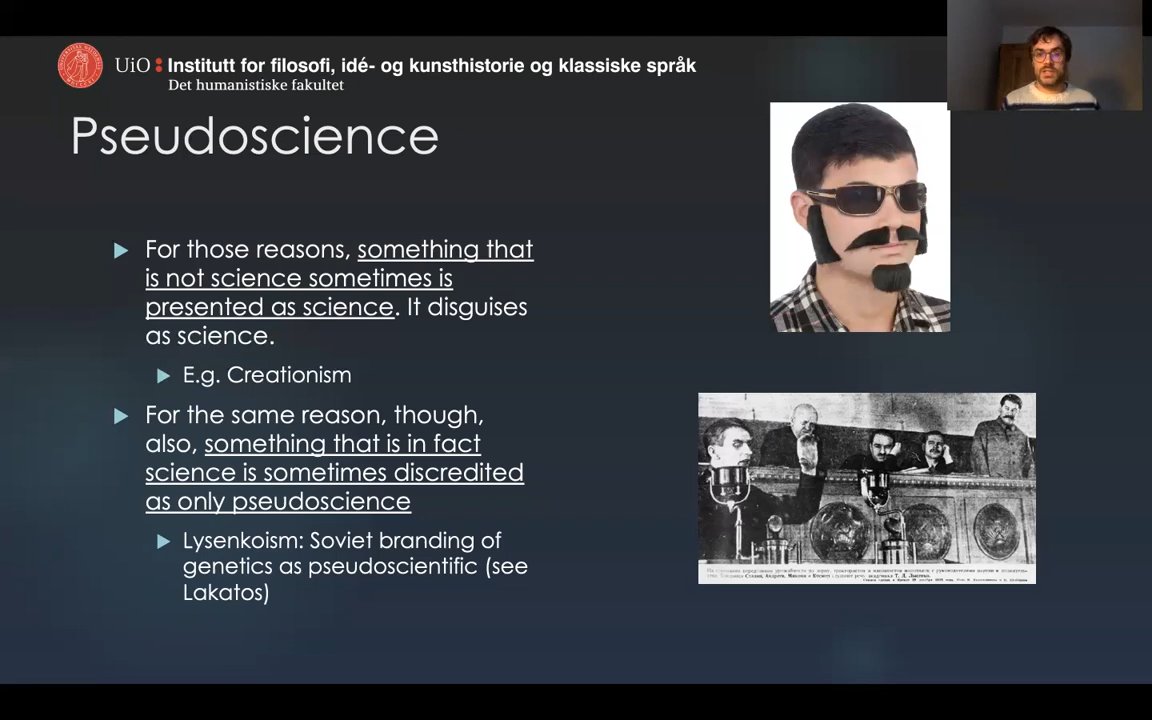 UiO : Institutt for filosofi, idé- og kunsthistorie og klassiske språk
Det humanistiske fakultet
Pseudoscience
For those reasons, something that
is not science sometimes is
presented as science. It disguises
as science.
E.g. Creationism
For the same reason, though,
also, something that is in fact
science is sometimes discredited
as only pseudoscience
Lysenkoism: Soviet branding of
genetics as pseudoscientific (see
Lakatos)